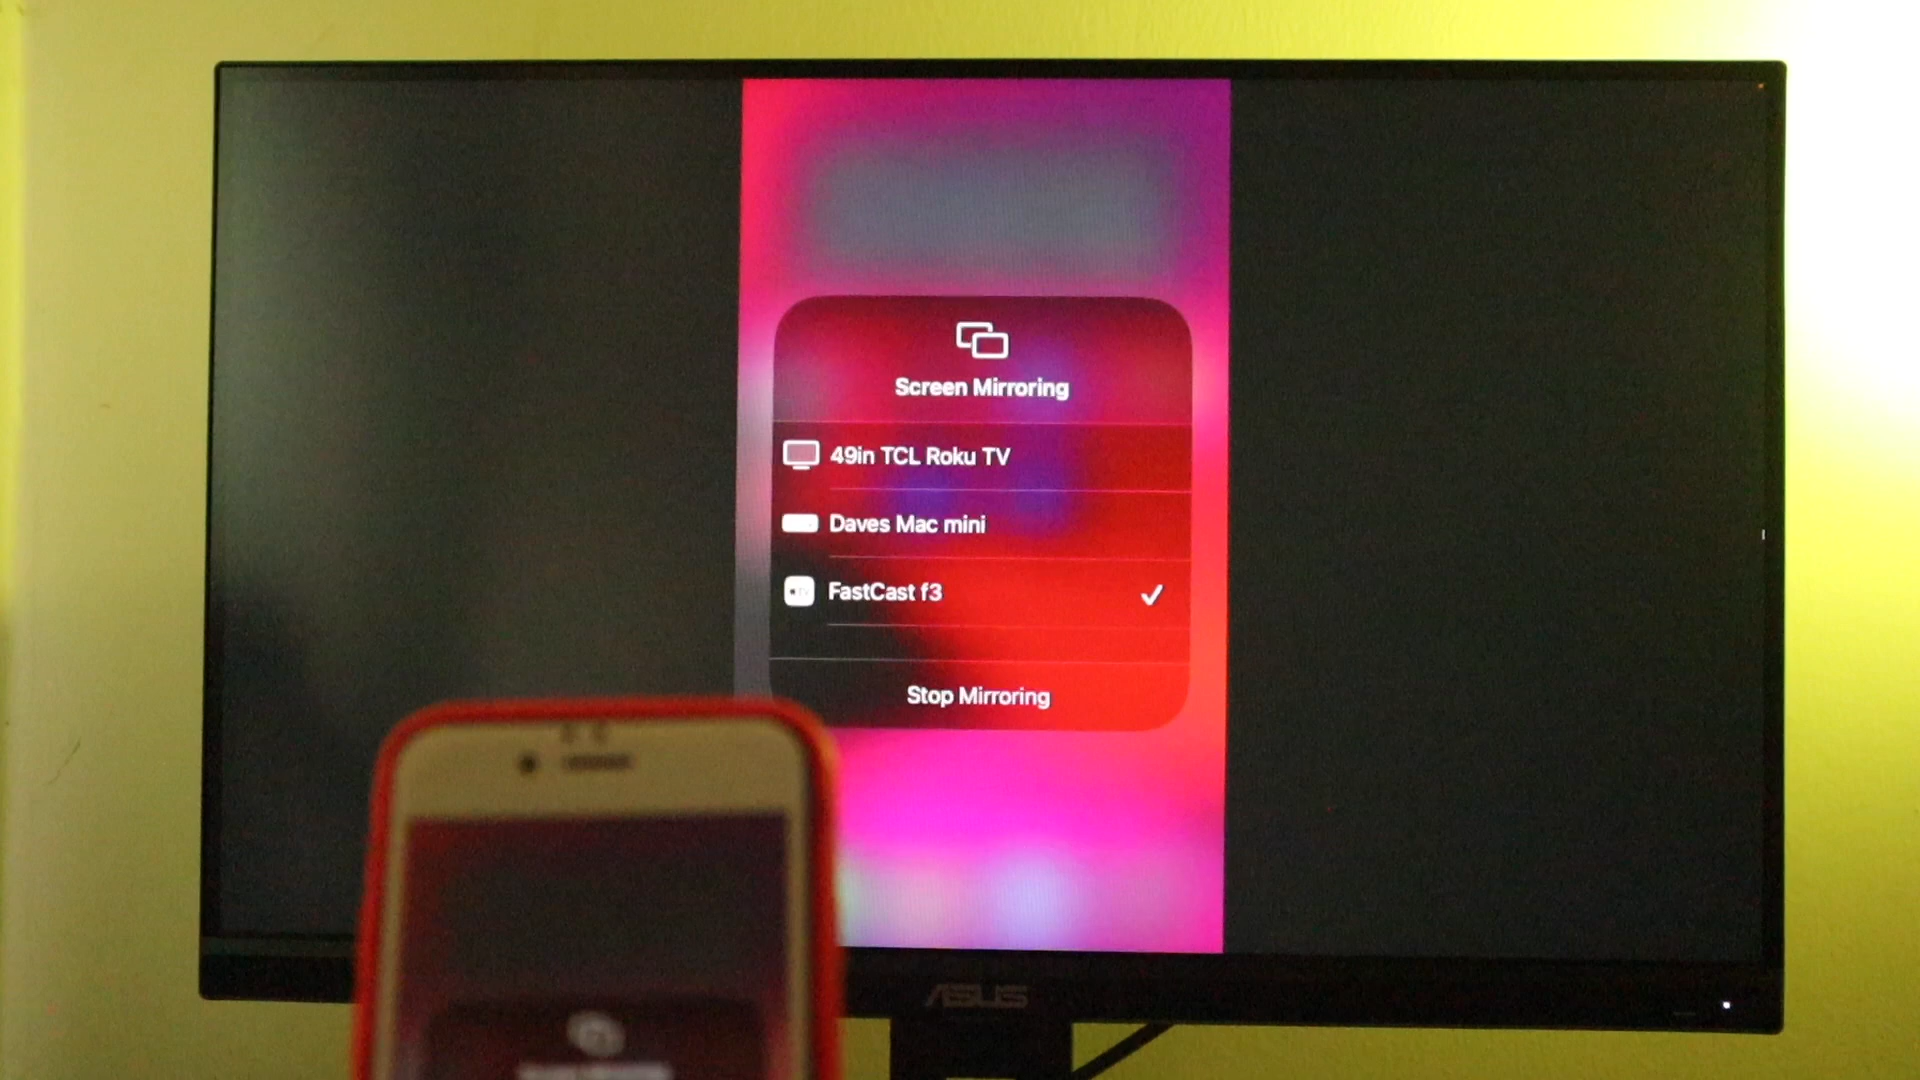 Screen Mirroring
49in TCL Roku TV
Daves Mac mini
FastCast f3
Stop Mirroring
ASUS